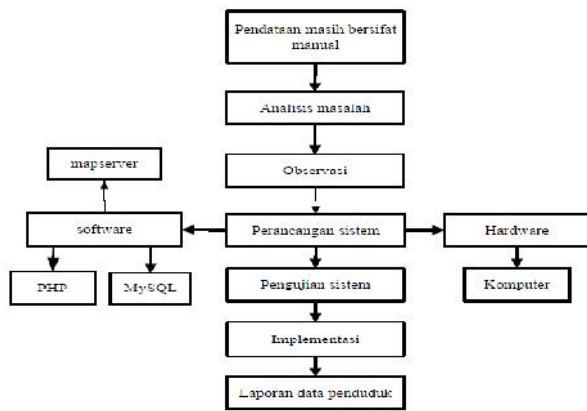 Pendataan masih bersifat
manual
Analisis masalah
mapserver
Observasi
software
Perancangan sistem
Hardware
PHP
MySQL
Pengujian sistem
Komputer
Implementasi
Laporan data penduduk